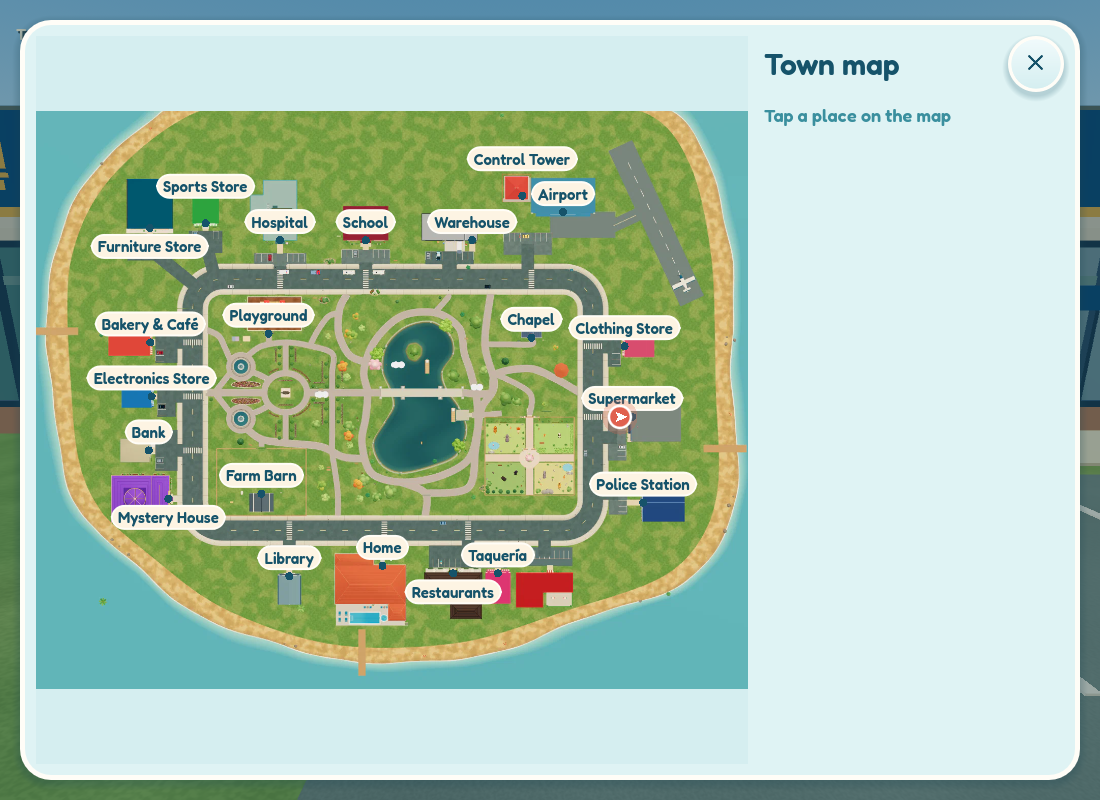 Town map
Tap a place on the map
Control Tower
Sports Store
Airport
Hospital
School
Warehouse
Furniture Store
Playground
Bakery & Café
Chapel
Clothing Store
Electronics Store
Supermarket
Bank
Farm Barn
Police Station
Mystery House
Home
Library
Taquería
Restaurants